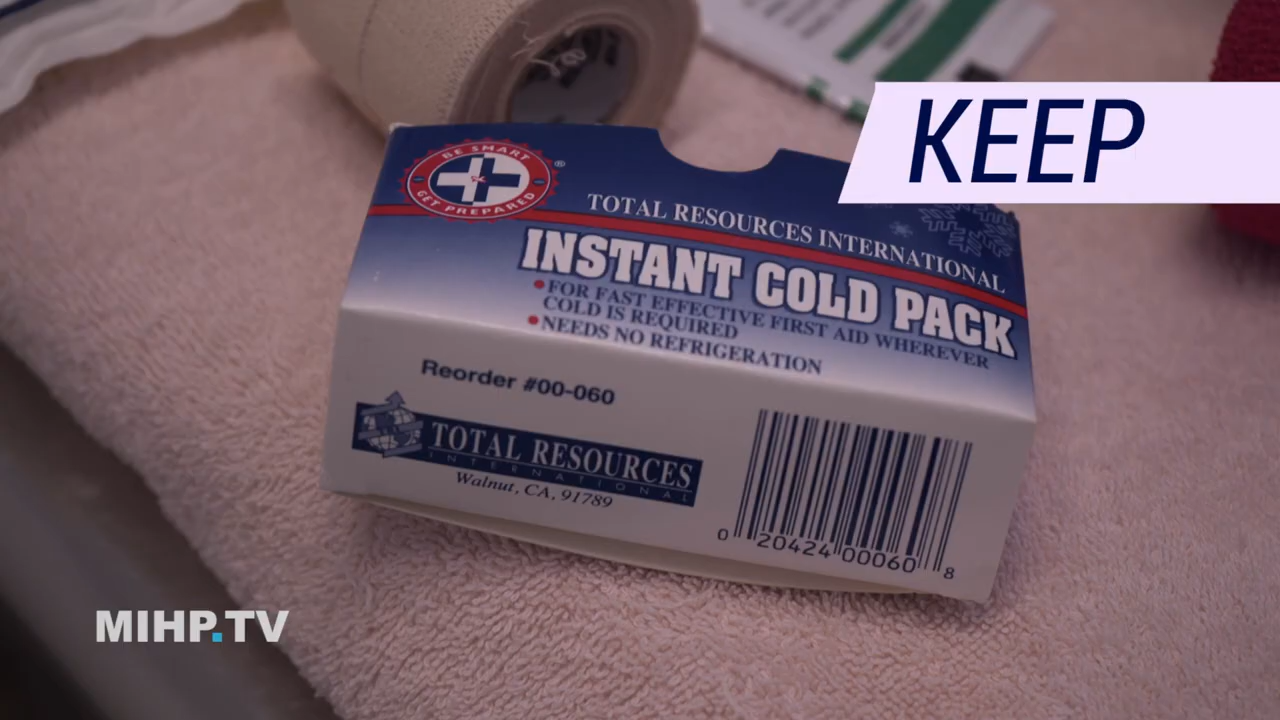 KEEP
BE SMART
GET PREPARED
®
TOTAL RESOURCES INTERNATIONAL
INSTANT COLD PACK
• FOR FAST EFFECTIVE FIRST AID WHEREVER
COLD IS REQUIRED
• NEEDS NO REFRIGERATION
Reorder #00-060
TOTAL RESOURCES
INTERNATIONAL
Walnut, CA, 91789
0 20424 00060 8
MIHP.TV